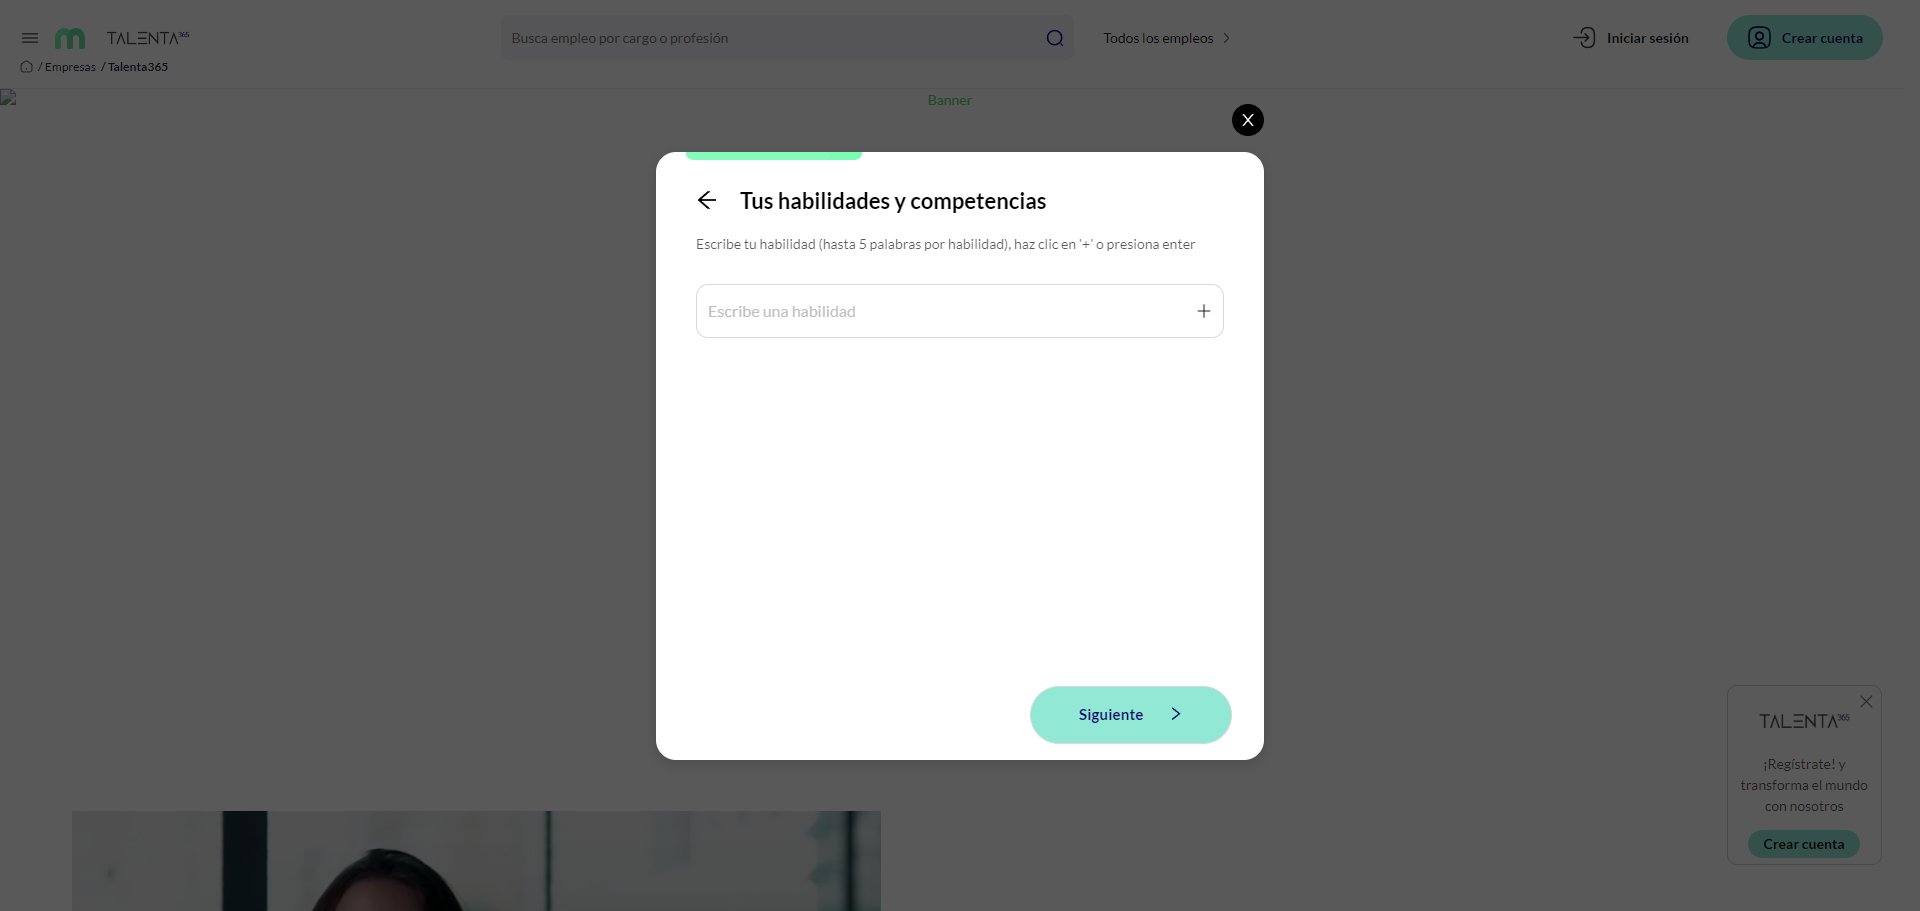 TALENTA365
Busca empleo por cargo o profesión
Todos los empleos
Iniciar sesión
Crear cuenta
/ Empresas / Talenta365
Banner
X
Tus habilidades y competencias
Escribe tu habilidad (hasta 5 palabras por habilidad), haz clic en '+' o presiona enter
Escribe una habilidad
Siguiente
TALENTA365
¡Regístrate! y
transforma el mundo
con nosotros
Crear cuenta